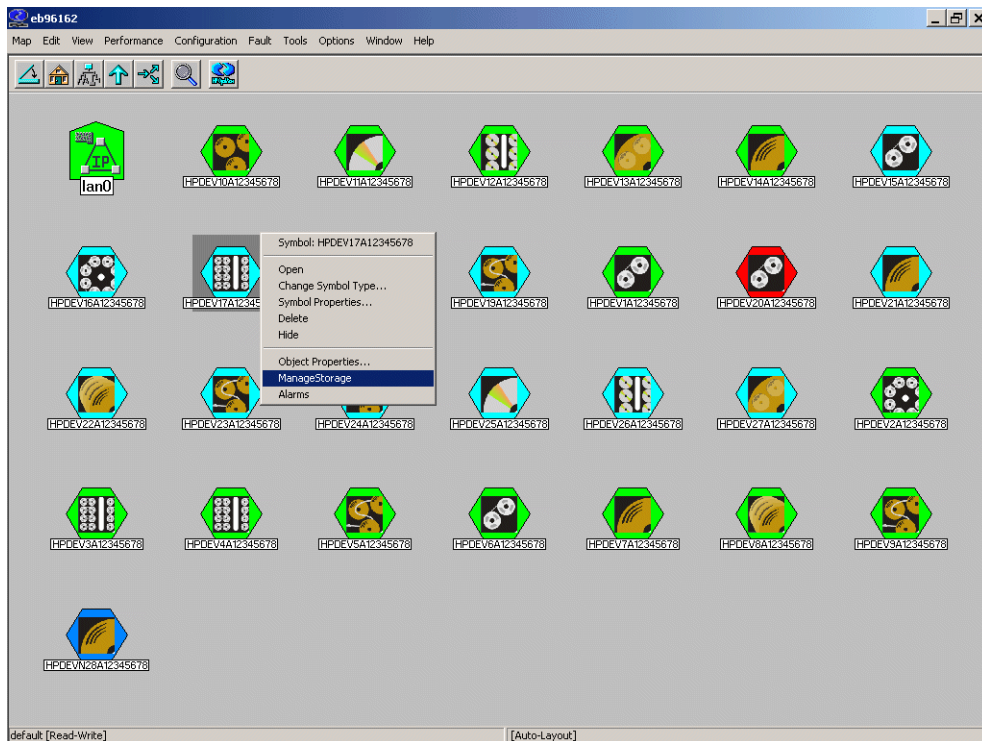 eb96162
Map Edit View Performance Configuration Fault Tools Options Window Help
IP
lan0
HPDEV10A12345678
HPDEV11A12345678
HPDEV12A12345678
HPDEV13A12345678
HPDEV14A12345678
HPDEV15A12345678
HPDEV16A12345678
HPDEV17A12345
HPDEV19A12345678
HPDEV1A12345678
HPDEV20A12345678
HPDEV21A12345678
Symbol: HPDEV17A12345678
Open
Change Symbol Type...
Symbol Properties...
Delete
Hide
Object Properties...
ManageStorage
Alarms
HPDEV22A12345678
HPDEV23A12345678
HPDEV24A12345678
HPDEV25A12345678
HPDEV26A12345678
HPDEV27A12345678
HPDEV2A12345678
HPDEV3A12345678
HPDEV4A12345678
HPDEV5A12345678
HPDEV6A12345678
HPDEV7A12345678
HPDEV8A12345678
HPDEV9A12345678
HPDEVN28A12345678
default [Read-Write]
[Auto-Layout]